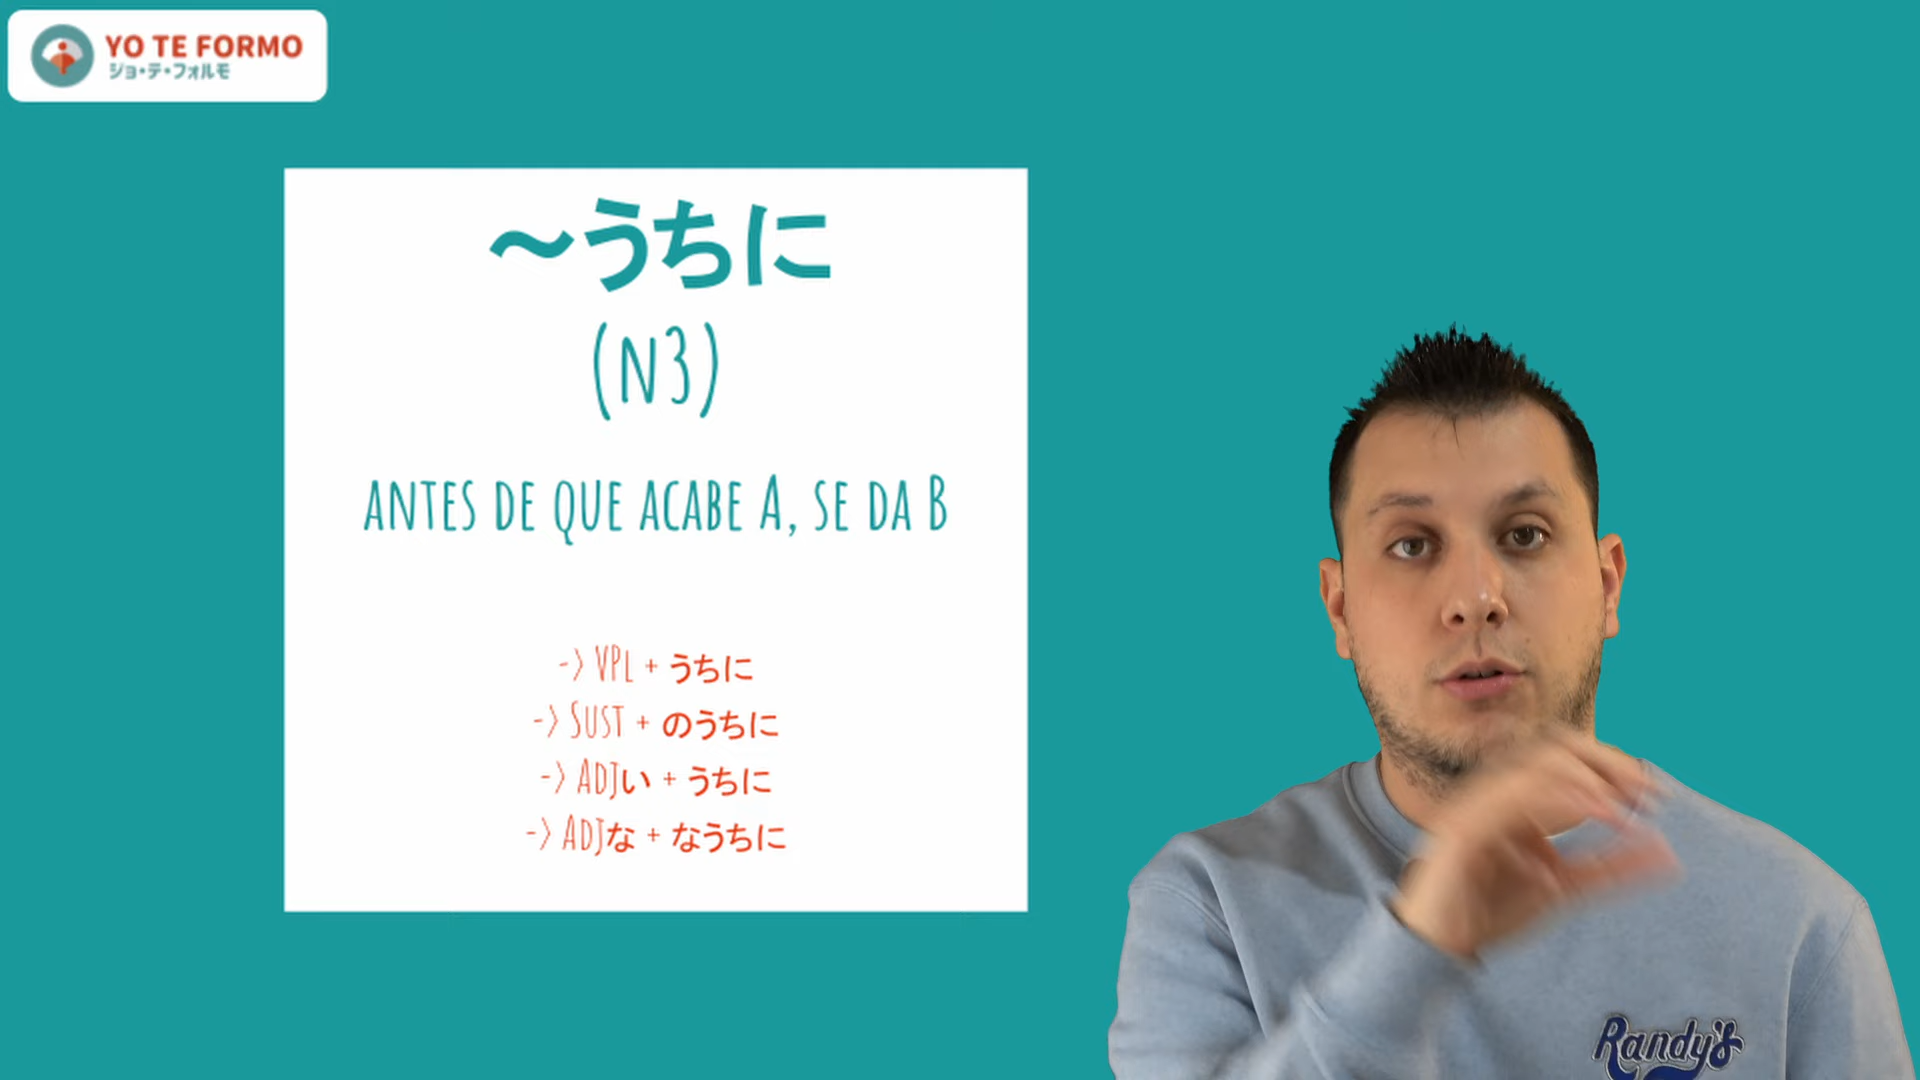 YO TE FORMO
ジョ・テ・フォルモ
～うちに
(N3)
ANTES DE QUE ACABE A, SE DA B
-> VPL + うちに
-> SUST + のうちに
-> ADJい + うちに
-> ADJな + なうちに
Randy's